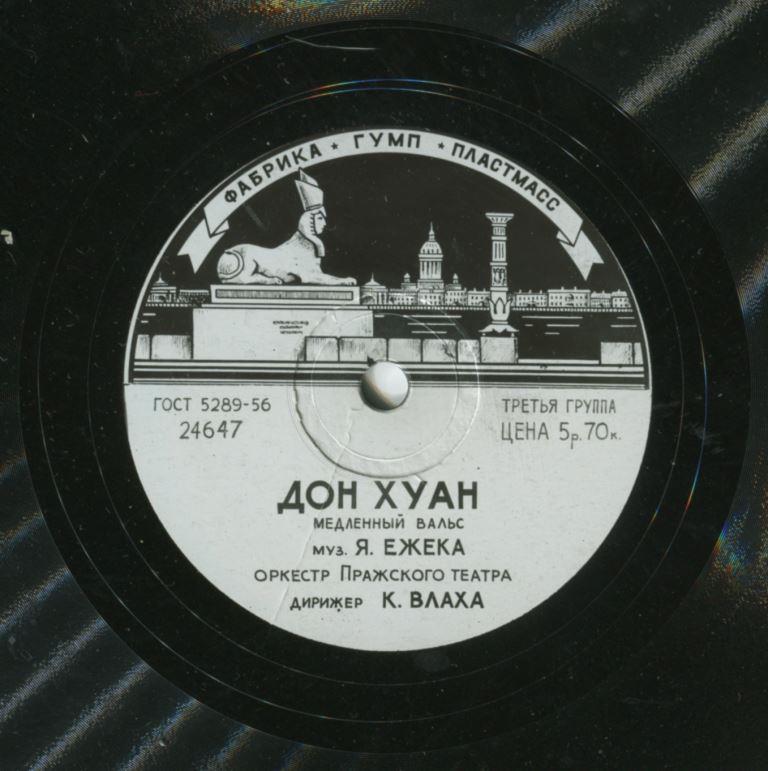 ФАБРИКА * ГУМП * ПЛАСТМАСС
ГОСТ 5289-56
24647
ТРЕТЬЯ ГРУППА
ЦЕНА 5р.70к.
ДОН ХУАН
МЕДЛЕННЫЙ ВАЛЬС
муз. Я. ЕЖЕКА
ОРКЕСТР ПРАЖСКОГО ТЕАТРА
ДИРИЖЕР К. ВЛАХА